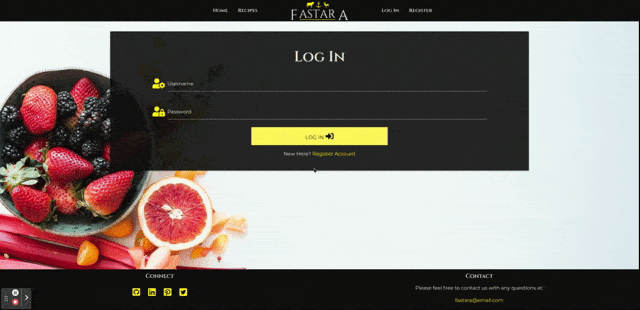 Home Recipes FASTARA Log In Register
Log In
Username
Password
LOG IN
New Here? Register Account
Connect Contact
Please feel free to contact us with any questions at:
fastara@email.com